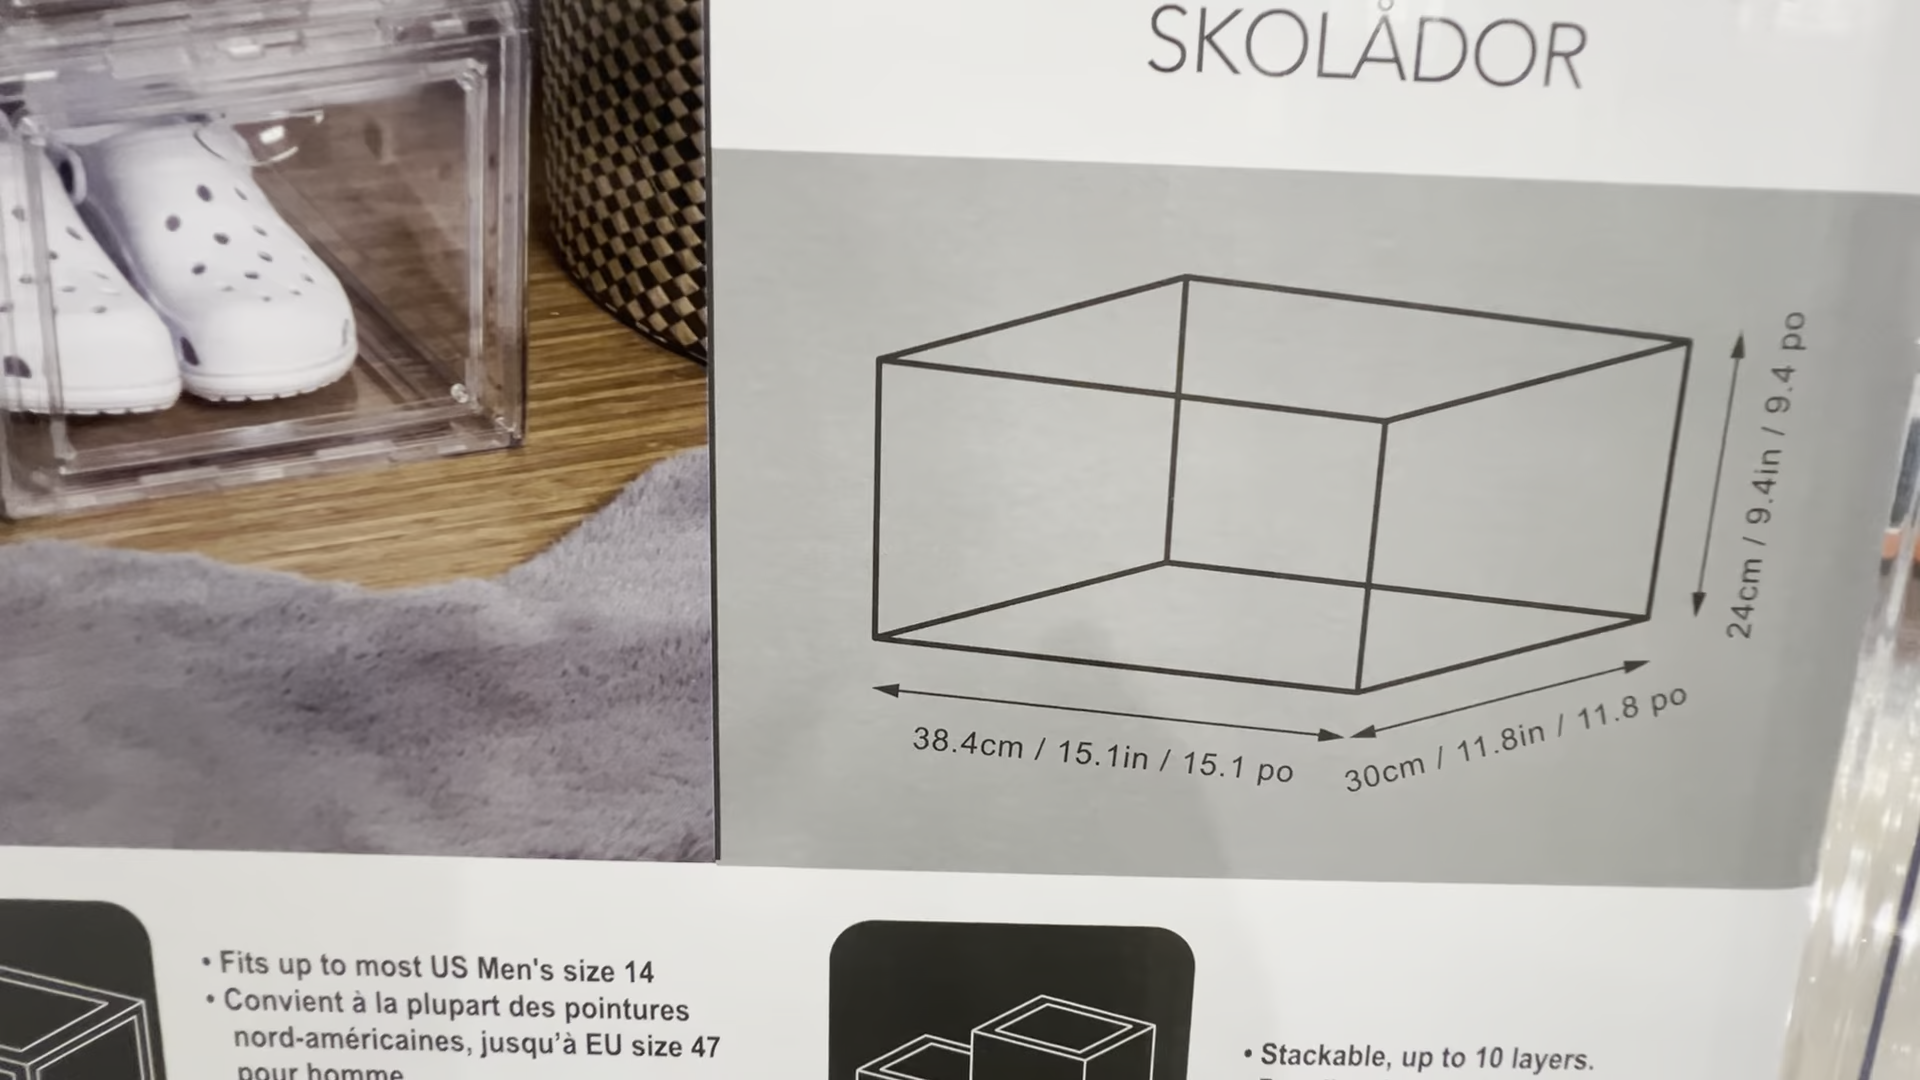 SKOLÅDOR
24cm / 9.4in / 9.4 po
38.4cm / 15.1in / 15.1 po
30cm / 11.8in / 11.8 po
• Fits up to most US Men's size 14
• Convient à la plupart des pointures
nord-américaines, jusqu'à EU size 47
pour homme
• Stackable, up to 10 layers.